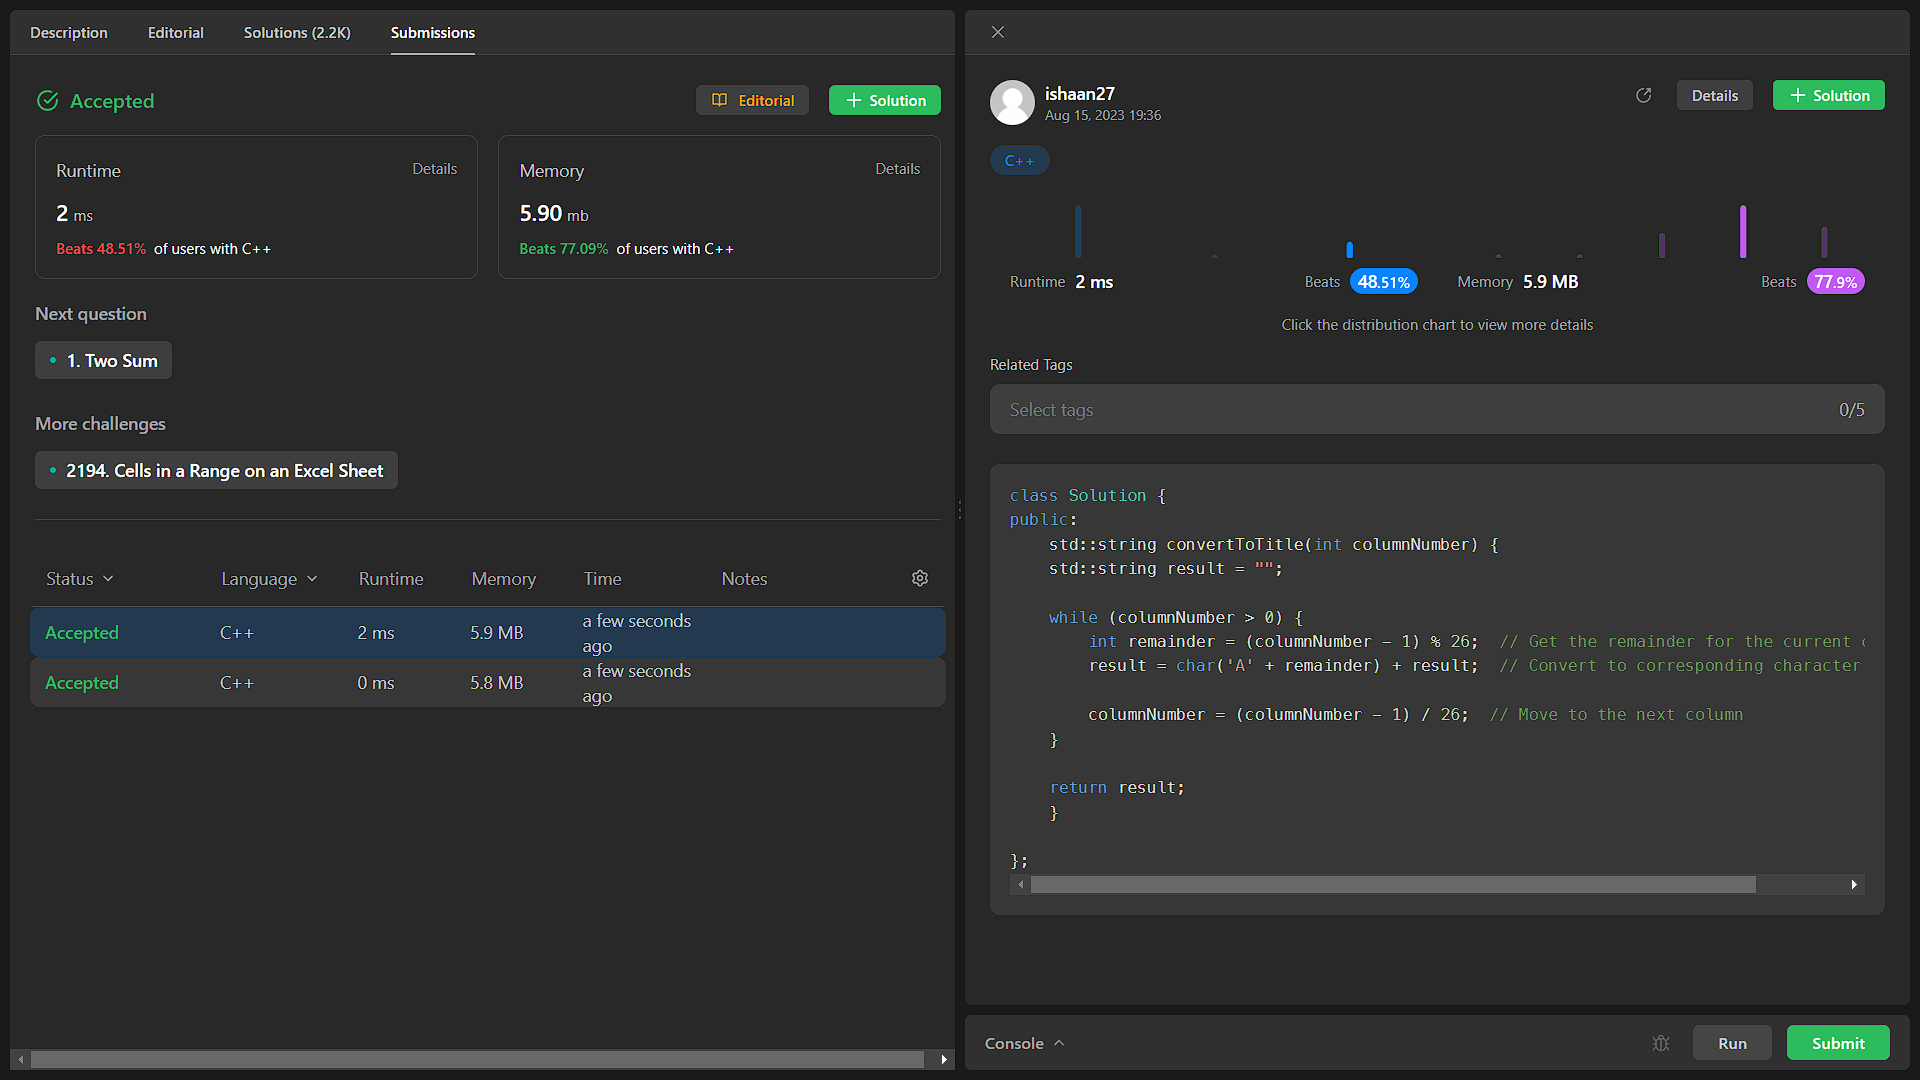 Description Editorial Solutions (2.2K) Submissions
Accepted
Editorial
Solution
Runtime Details
2 ms
Beats 48.51% of users with C++
Memory Details
5.90 mb
Beats 77.09% of users with C++
Next question
1. Two Sum
More challenges
2194. Cells in a Range on an Excel Sheet
Status Language Runtime Memory Time Notes
Accepted C++ 2 ms 5.9 MB a few seconds
ago
Accepted C++ 0 ms 5.8 MB a few seconds
ago
ishaan27
Aug 15, 2023 19:36
Details
Solution
C++
Runtime 2 ms Beats 48.51% Memory 5.9 MB Beats 77.9%
Click the distribution chart to view more details
Related Tags
Select tags 0/5
class Solution {
public:
    std::string convertToTitle(int columnNumber) {
    std::string result = "";
    while (columnNumber > 0) {
        int remainder = (columnNumber - 1) % 26;  // Get the remainder for the current
        result = char('A' + remainder) + result;  // Convert to corresponding character
        columnNumber = (columnNumber - 1) / 26;  // Move to the next column
    }
    return result;
    }
};
Console Run Submit